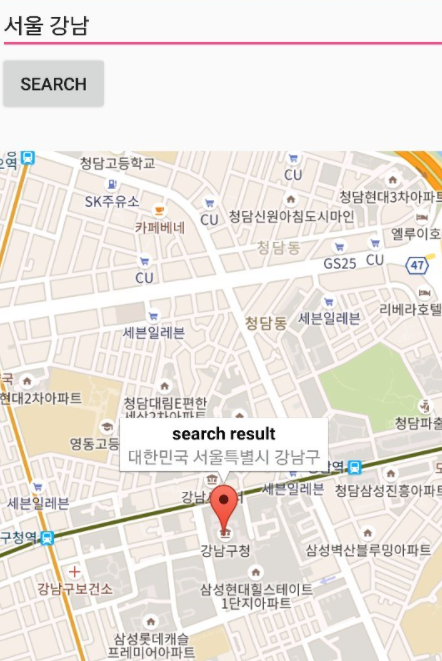 서울 강남
SEARCH
청담고등학교
CU
SK주유소
청담현대3차아파트
CU
청담신원아침도시마인
카페베네
엘루이호
청담동
GS25
CU
CU
47
리베라호텔
세븐일레븐
청담동
세븐일레븐
국
현대2차아파트
청담대림E편한
세상2차아파트
영동고등
청담파출
search result
대한민국 서울특별시 강남구
세븐일레븐
세븐일레븐
청담삼성진흥아파트
구청역
강남구청
삼성벽산블루밍아파트
강남구보건소
삼성현대힐스테이트
1단지아파트
삼성롯데캐슬
프레미어아파트